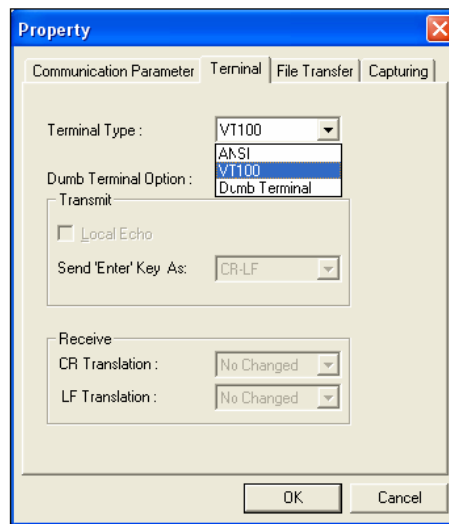 Property
Communication Parameter Terminal File Transfer Capturing
Terminal Type : VT100
ANSI
VT100
Dumb Terminal
Dumb Terminal Option :
Transmit
Local Echo
Send 'Enter' Key As: CR-LF
Receive
CR Translation : No Changed
LF Translation : No Changed
OK Cancel